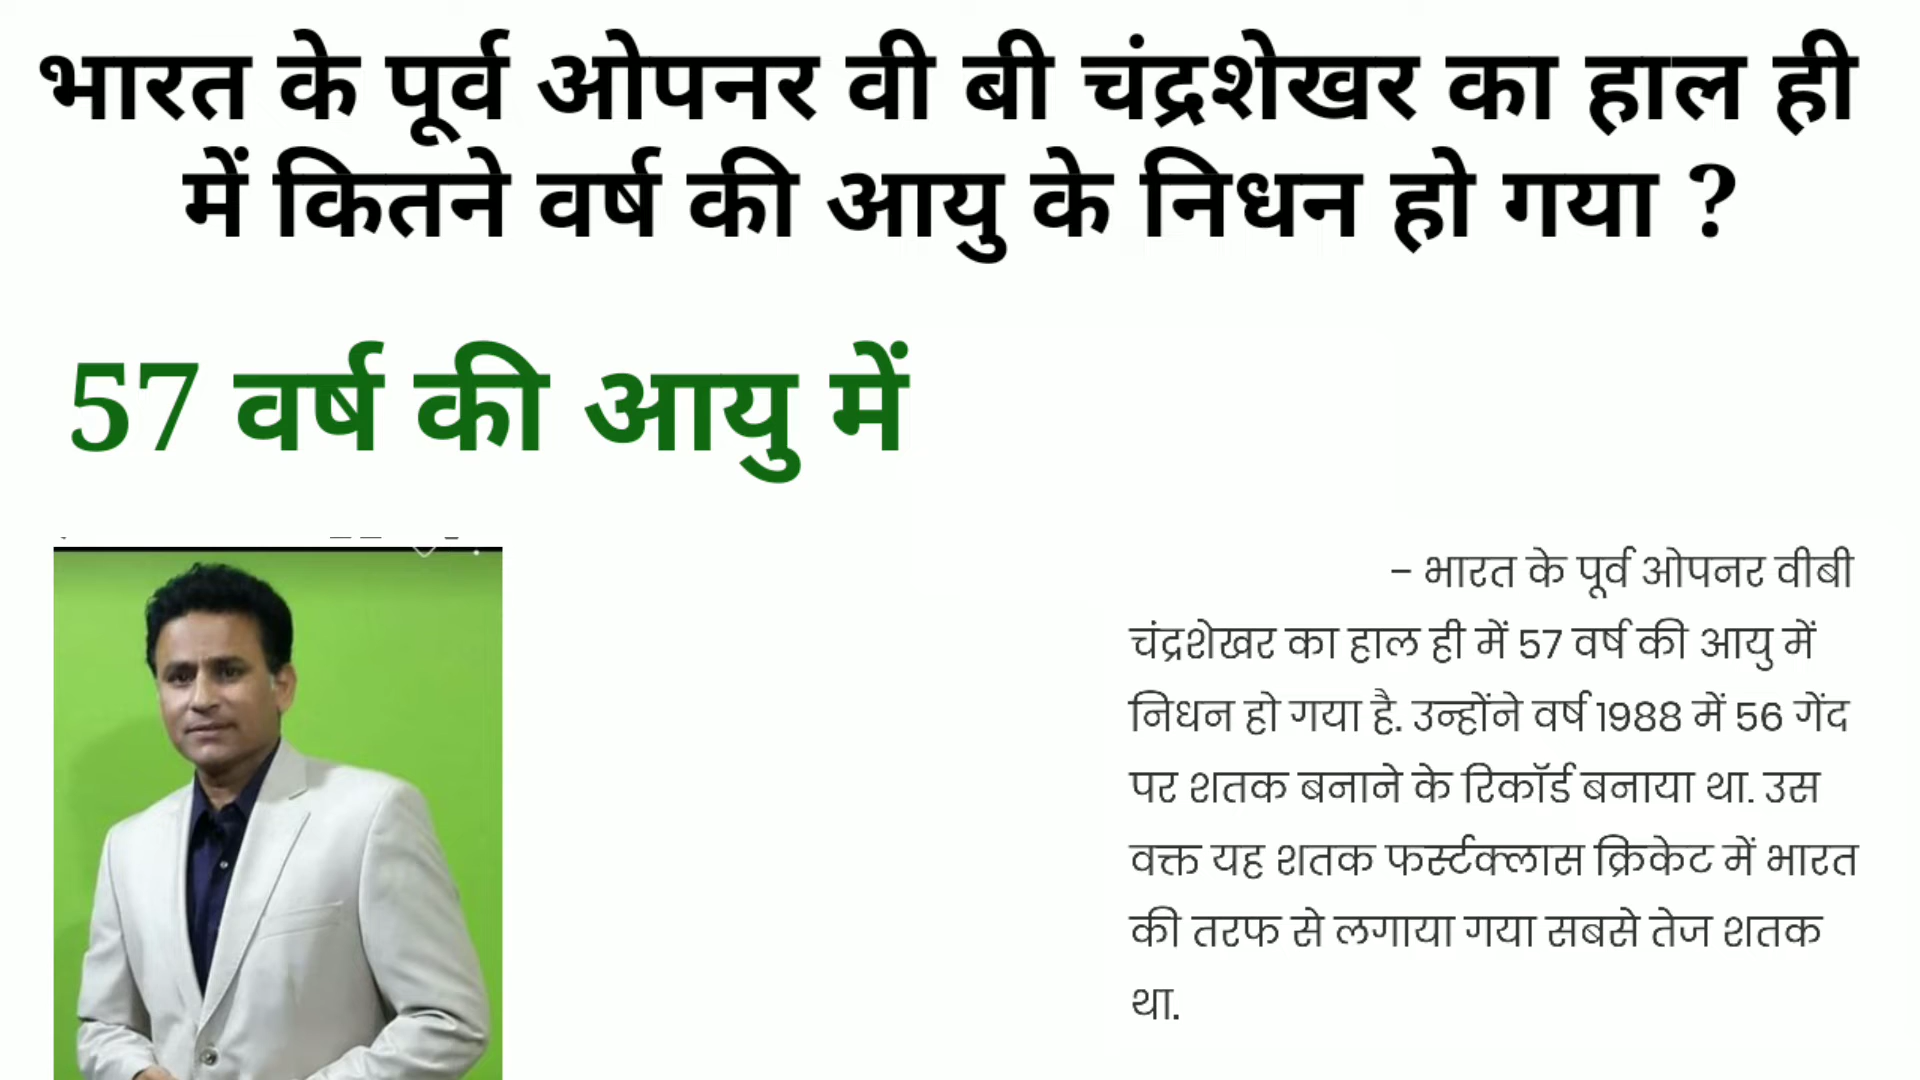 भारत के पूर्व ओपनर वी बी चंद्रशेखर का हाल ही
में कितने वर्ष की आयु के निधन हो गया ?
57 वर्ष की आयु में
– भारत के पूर्व ओपनर वीबी
चंद्रशेखर का हाल ही में 57 वर्ष की आयु में
निधन हो गया है. उन्होंने वर्ष 1988 में 56 गेंद
पर शतक बनाने के रिकॉर्ड बनाया था. उस
वक्त यह शतक फर्स्टक्लास क्रिकेट में भारत
की तरफ से लगाया गया सबसे तेज शतक
था.